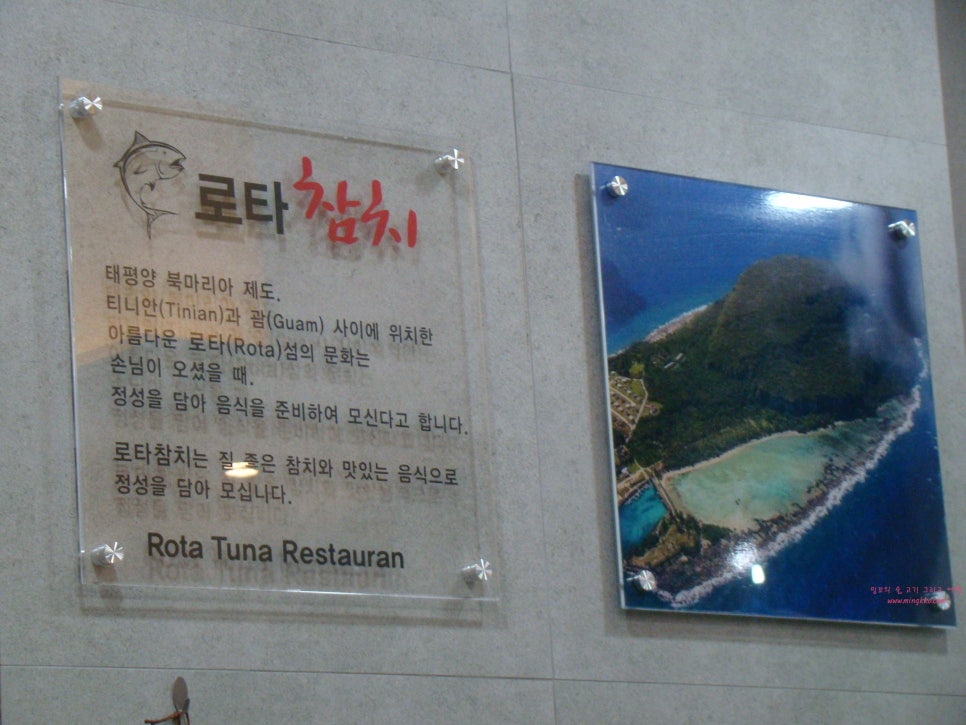 로타참치
태평양 북마리아 제도.
티니안(Tinian)과 괌(Guam) 사이에 위치한
아름다운 로타(Rota)섬의 문화는
손님이 오셨을 때.
정성을 담아 음식을 준비하여 모신다고 합니다.
로타참치는 질 좋은 참치와 맛있는 음식으로
정성을 담아 모십니다.
Rota Tuna Restauran